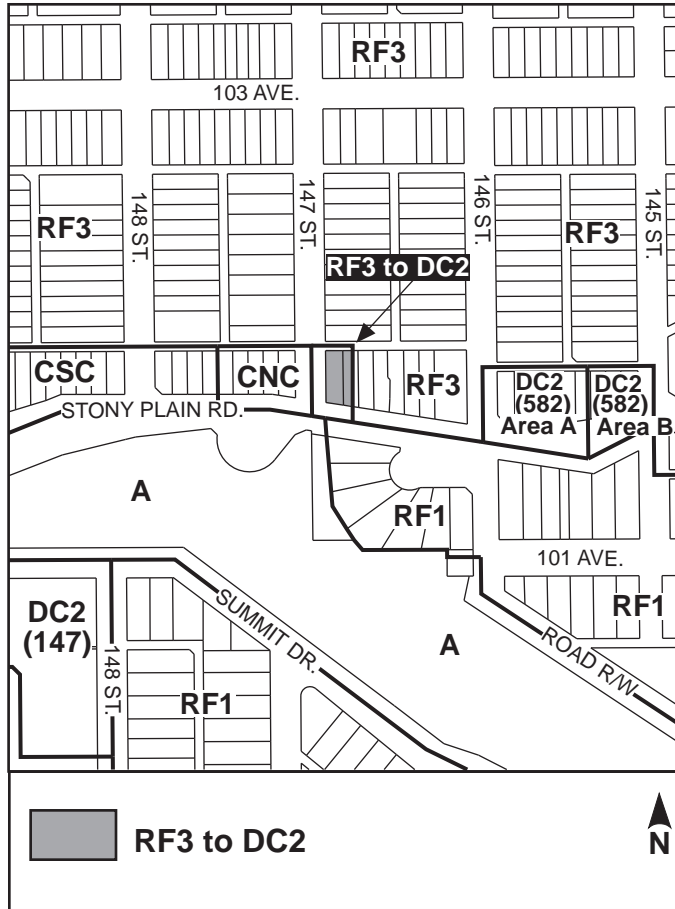 RF3
103 AVE.
148 ST.
147 ST.
146 ST.
145 ST.
RF3
RF3
RF3 to DC2
CSC
CNC
RF3
DC2
(582)
Area A
DC2
(582)
Area B
STONY PLAIN RD.
A
RF1
101 AVE.
DC2
(147)
148 ST.
SUMMIT DR.
RF1
A
ROAD R/W
RF1
RF3 to DC2
N